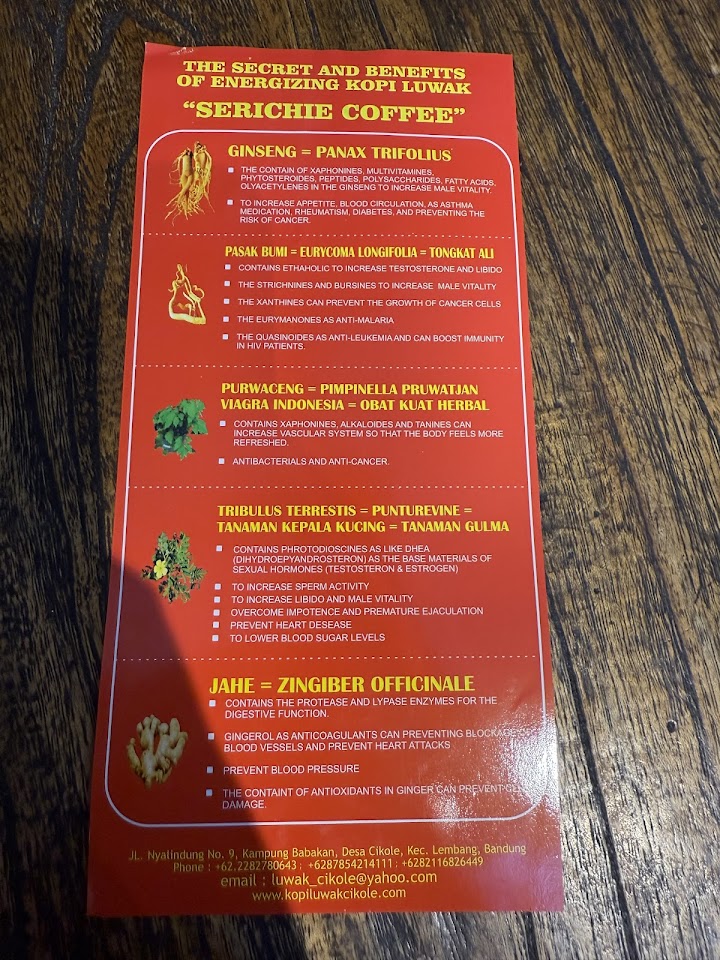 THE SECRET AND BENEFITS
OF ENERGIZING KOPI LUWAK
"SERICHIE COFFEE"
GINSENG = PANAX TRIFOLIUS
THE CONTAIN OF XAPHONINES, MULTIVITAMINES,
PHYTOSTEROIDES, PEPTIDES, POLYSACCHARIDES, FATTY ACIDS,
OLYACETYLENES IN THE GINSENG TO INCREASE MALE VITALITY.
TO INCREASE APPETITE, BLOOD CIRCULATION, AS ASTHMA
MEDICATION, RHEUMATISM, DIABETES, AND PREVENTING THE
RISK OF CANCER.
PASAK BUMI = EURYCOMA LONGIFOLIA = TONGKAT ALI
CONTAINS ETHAHOLIC TO INCREASE TESTOSTERONE AND LIBIDO
THE STRICHNINES AND BURSINES TO INCREASE MALE VITALITY
THE XANTHINES CAN PREVENT THE GROWTH OF CANCER CELLS
THE EURYMANONES AS ANTI-MALARIA
THE QUASINOIDES AS ANTI-LEUKEMIA AND CAN BOOST IMMUNITY
IN HIV PATIENTS.
PURWACENG = PIMPINELLA PRUWATJAN
VIAGRA INDONESIA = OBAT KUAT HERBAL
CONTAINS XAPHONINES, ALKALOIDES AND TANINES CAN
INCREASE VASCULAR SYSTEM SO THAT THE BODY FEELS MORE
REFRESHED.
ANTIBACTERIALS AND ANTI-CANCER.
TRIBULUS TERRESTIS = PUNTUREVINE =
TANAMAN KEPALA KUCING = TANAMAN GULMA
CONTAINS PHROTODIOSCINES AS LIKE DHEA
(DIHYDROEPYANDROSTERON) AS THE BASE MATERIALS OF
SEXUAL HORMONES (TESTOSTERON & ESTROGEN)
TO INCREASE SPERM ACTIVITY
TO INCREASE LIBIDO AND MALE VITALITY
OVERCOME IMPOTENCE AND PREMATURE EJACULATION
PREVENT HEART DESEASE
TO LOWER BLOOD SUGAR LEVELS
JAHE = ZINGIBER OFFICINALE
CONTAINS THE PROTEASE AND LYPASE ENZYMES FOR THE
DIGESTIVE FUNCTION.
GINGEROL AS ANTICOAGULANTS CAN PREVENTING BLOCKAGE
BLOOD VESSELS AND PREVENT HEART ATTACKS
PREVENT BLOOD PRESSURE
THE CONTAINT OF ANTIOXIDANTS IN GINGER CAN PREVENT
DAMAGE.
JL. Nyalindung No. 9, Kampung Babakan, Desa Cikole, Kec. Lembang, Bandung
Phone : +62.2282780643 ; +6287854214111 ; +6282116826449
email : luwak_cikole@yahoo.com
www.kopiluwakcikole.com